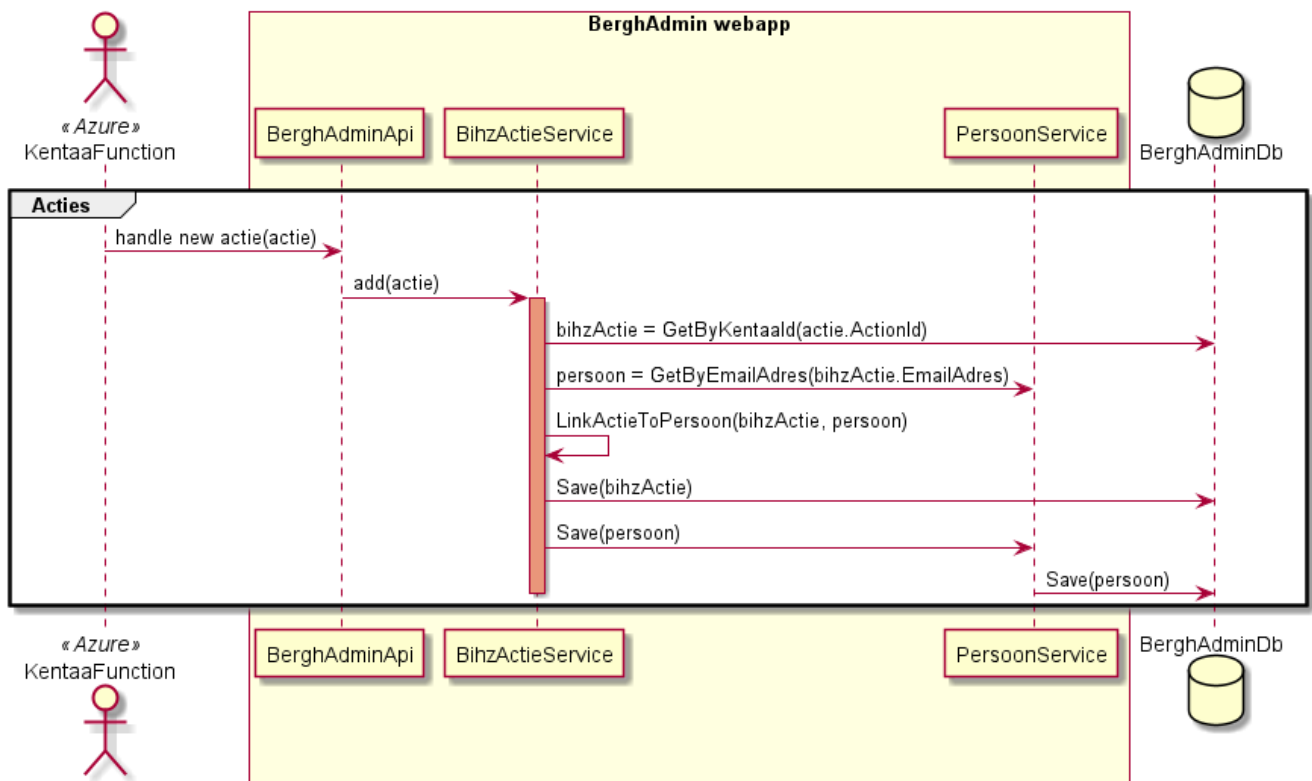 BerghAdmin webapp
«Azure»
KentaaFunction
BerghAdminApi
BihzActieService
PersoonService
BerghAdminDb
Acties
handle new actie(actie)
add(actie)
bihzActie = GetByKentaaId(actie.ActionId)
persoon = GetByEmailAdres(bihzActie.EmailAdres)
LinkActieToPersoon(bihzActie, persoon)
Save(bihzActie)
Save(persoon)
Save(persoon)
«Azure»
KentaaFunction
BerghAdminApi
BihzActieService
PersoonService
BerghAdminDb